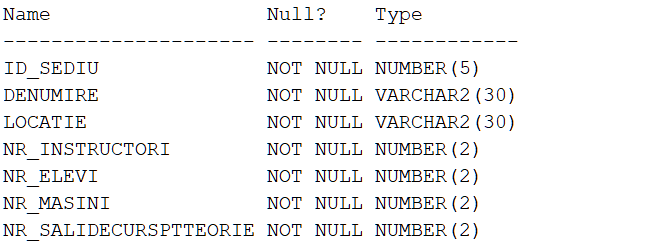 Name                  Null?    Type
--------------------- -------- ------------
ID_SEDIU              NOT NULL NUMBER(5)
DENUMIRE              NOT NULL VARCHAR2(30)
LOCATIE               NOT NULL VARCHAR2(30)
NR_INSTRUCTORI        NOT NULL NUMBER(2)
NR_ELEVI              NOT NULL NUMBER(2)
NR_MASINI             NOT NULL NUMBER(2)
NR_SALIDECURSPTTEORIE NOT NULL NUMBER(2)